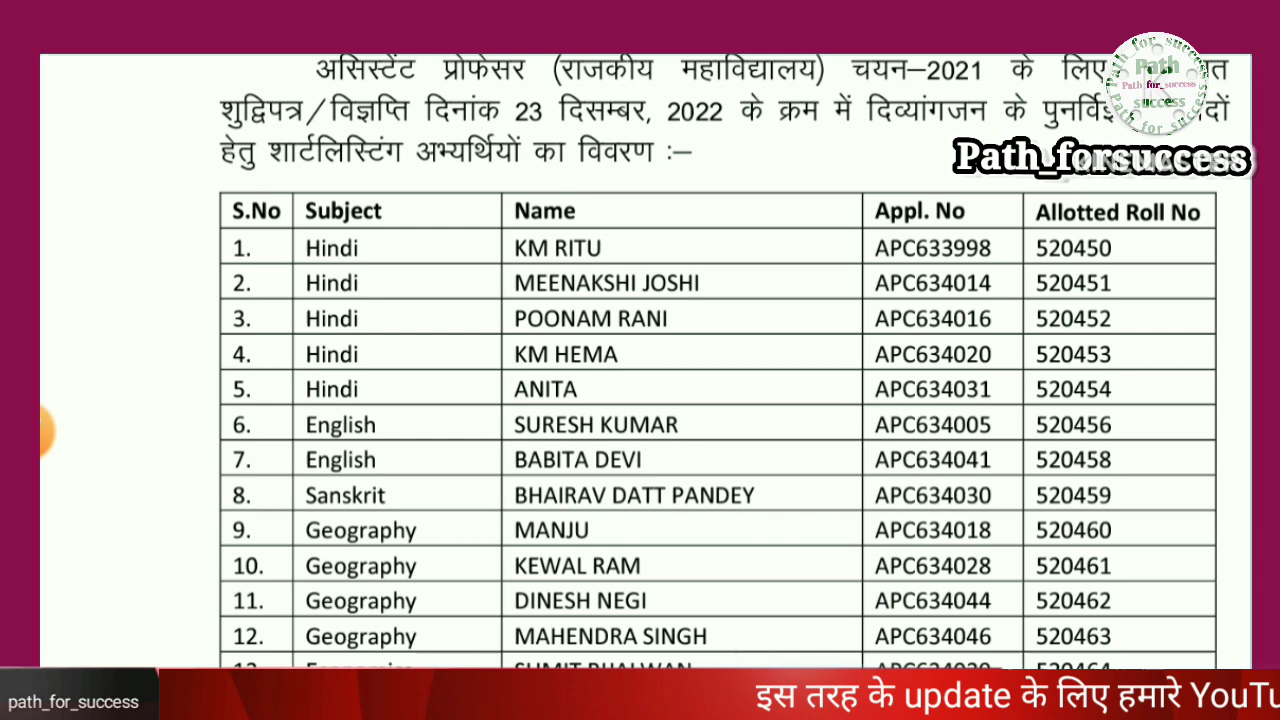 असिस्टेंट प्रोफेसर (राजकीय महाविद्यालय) चयन–2021 के लिए
शुद्विपत्र/विज्ञप्ति दिनांक 23 दिसम्बर, 2022 के क्रम में दिव्यांगजन के
हेतु शार्टलिस्टिंग अभ्यर्थियों का विवरण :–
Path_for_success
Path
Path for_success
success
Path_for_success
Path_forsuccess
S.No Subject Name Appl. No Allotted Roll No
1. Hindi KM RITU APC633998 520450
2. Hindi MEENAKSHI JOSHI APC634014 520451
3. Hindi POONAM RANI APC634016 520452
4. Hindi KM HEMA APC634020 520453
5. Hindi ANITA APC634031 520454
6. English SURESH KUMAR APC634005 520456
7. English BABITA DEVI APC634041 520458
8. Sanskrit BHAIRAV DATT PANDEY APC634030 520459
9. Geography MANJU APC634018 520460
10. Geography KEWAL RAM APC634028 520461
11. Geography DINESH NEGI APC634044 520462
12. Geography MAHENDRA SINGH APC634046 520463
path_for_success
इस तरह के update के लिए हमारे YouTu